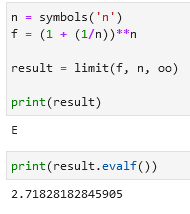 n = symbols('n')
f = (1 + (1/n))**n
result = limit(f, n, oo)
print(result)
E
print(result.evalf())
2.71828182845905